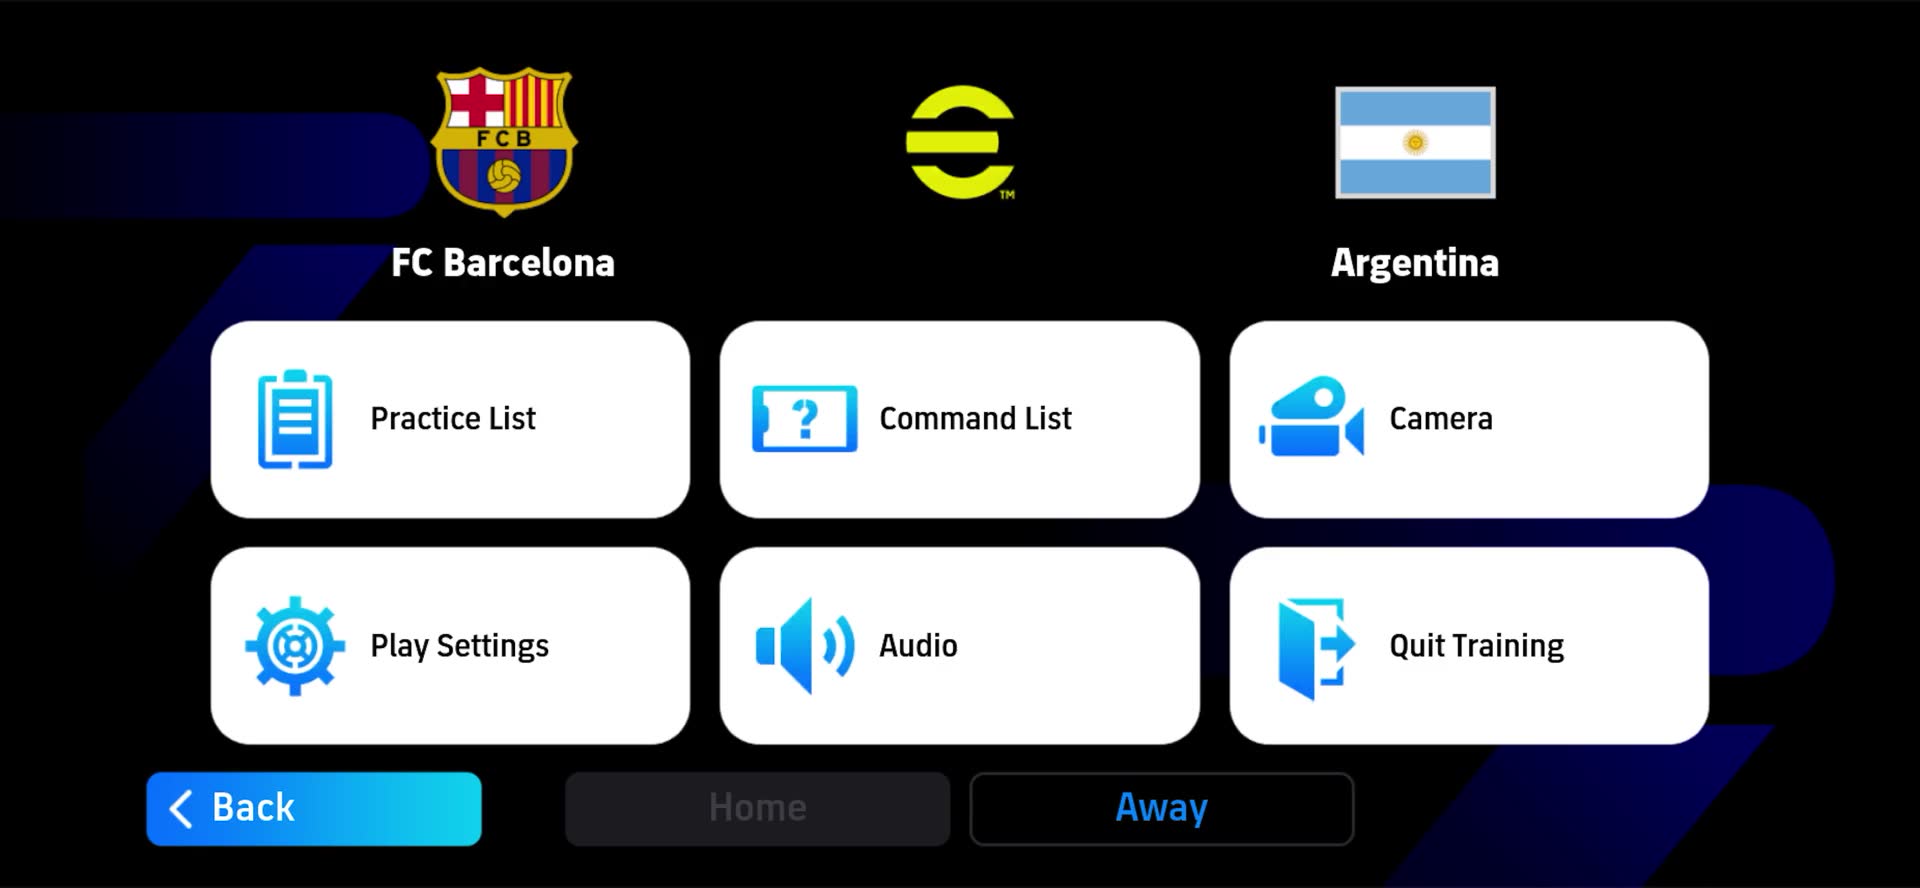 FCB
TM
FC Barcelona
Argentina
Practice List
?
Command List
Camera
Play Settings
Audio
Quit Training
Back
Home
Away